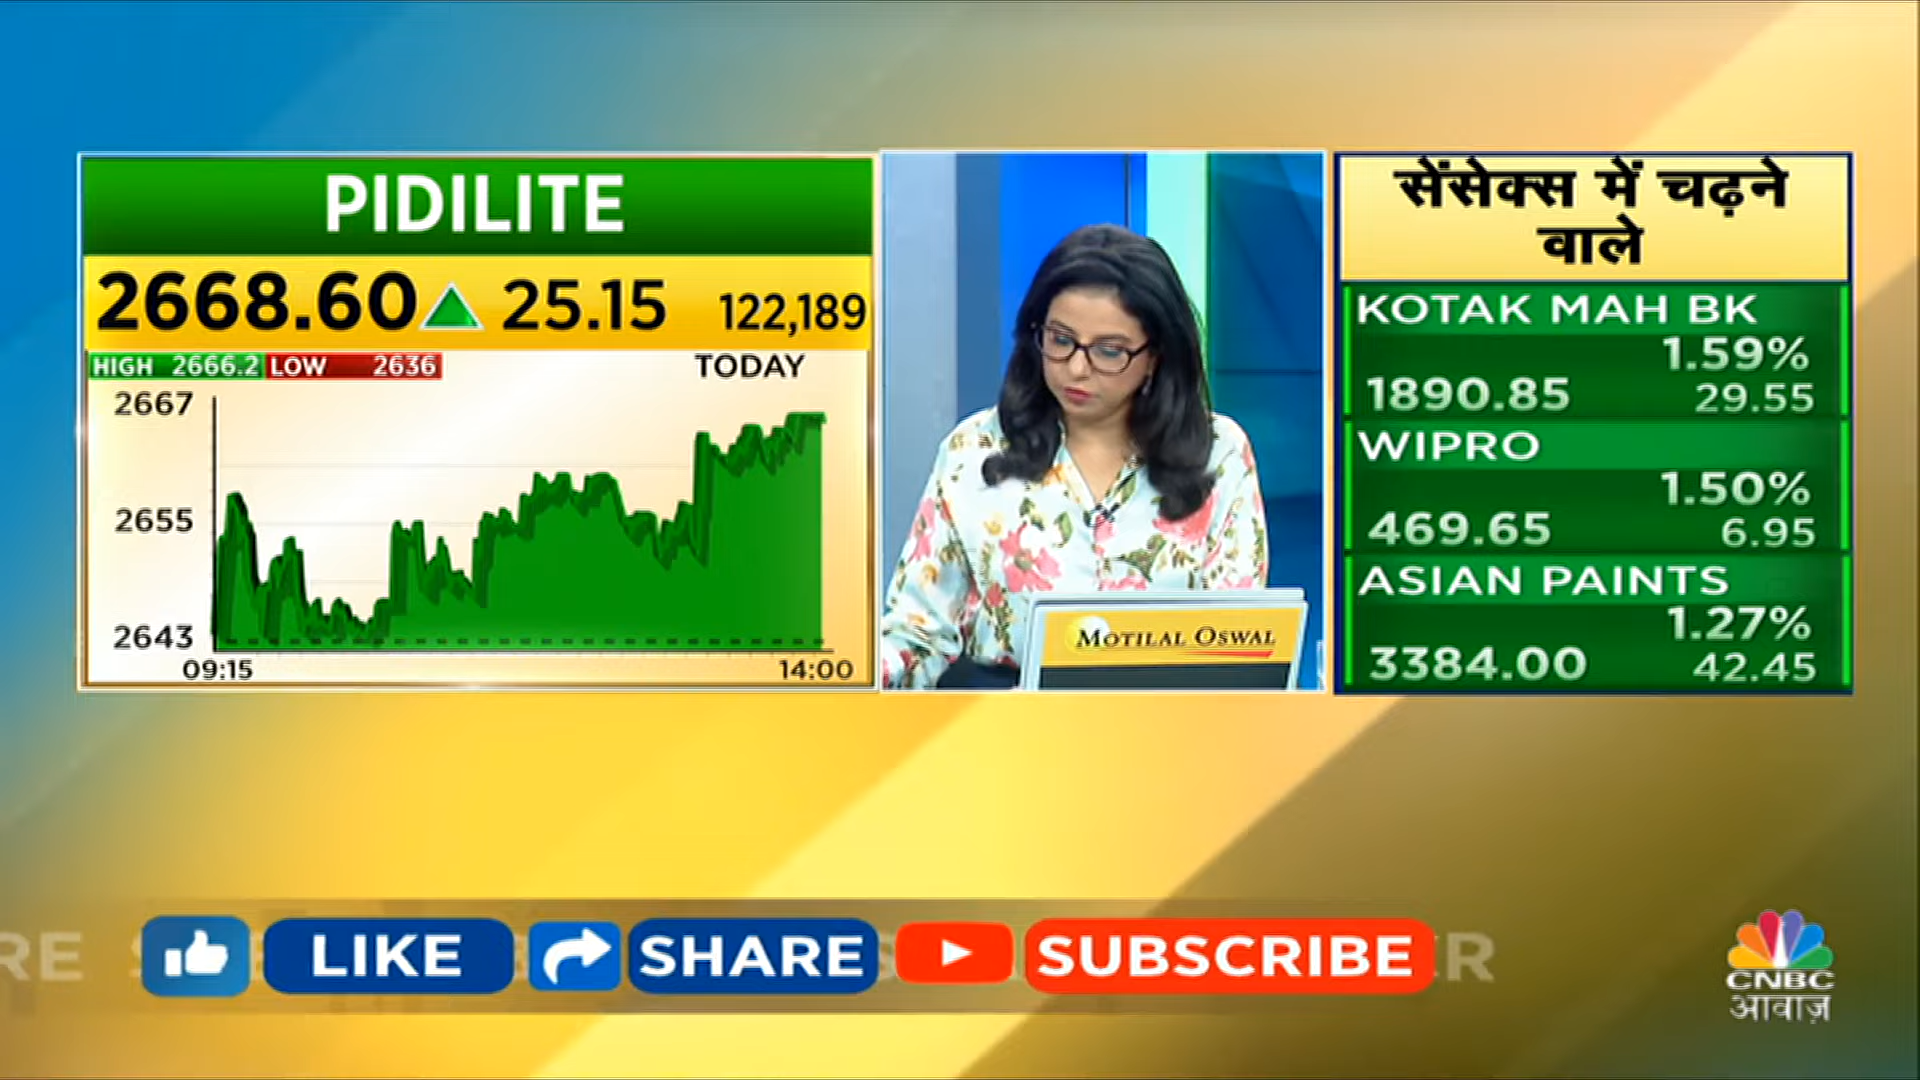 PIDILITE
2668.60 25.15 122,189
HIGH 2666.2 LOW 2636 TODAY
2667
2655
2643
09:15 14:00
MOTILAL OSWAL
सेंसेक्स में चढ़ने
वाले
KOTAK MAH BK
1.59%
1890.85 29.55
WIPRO
1.50%
469.65 6.95
ASIAN PAINTS
1.27%
3384.00 42.45
LIKE SHARE SUBSCRIBE
CNBC
आवाज़